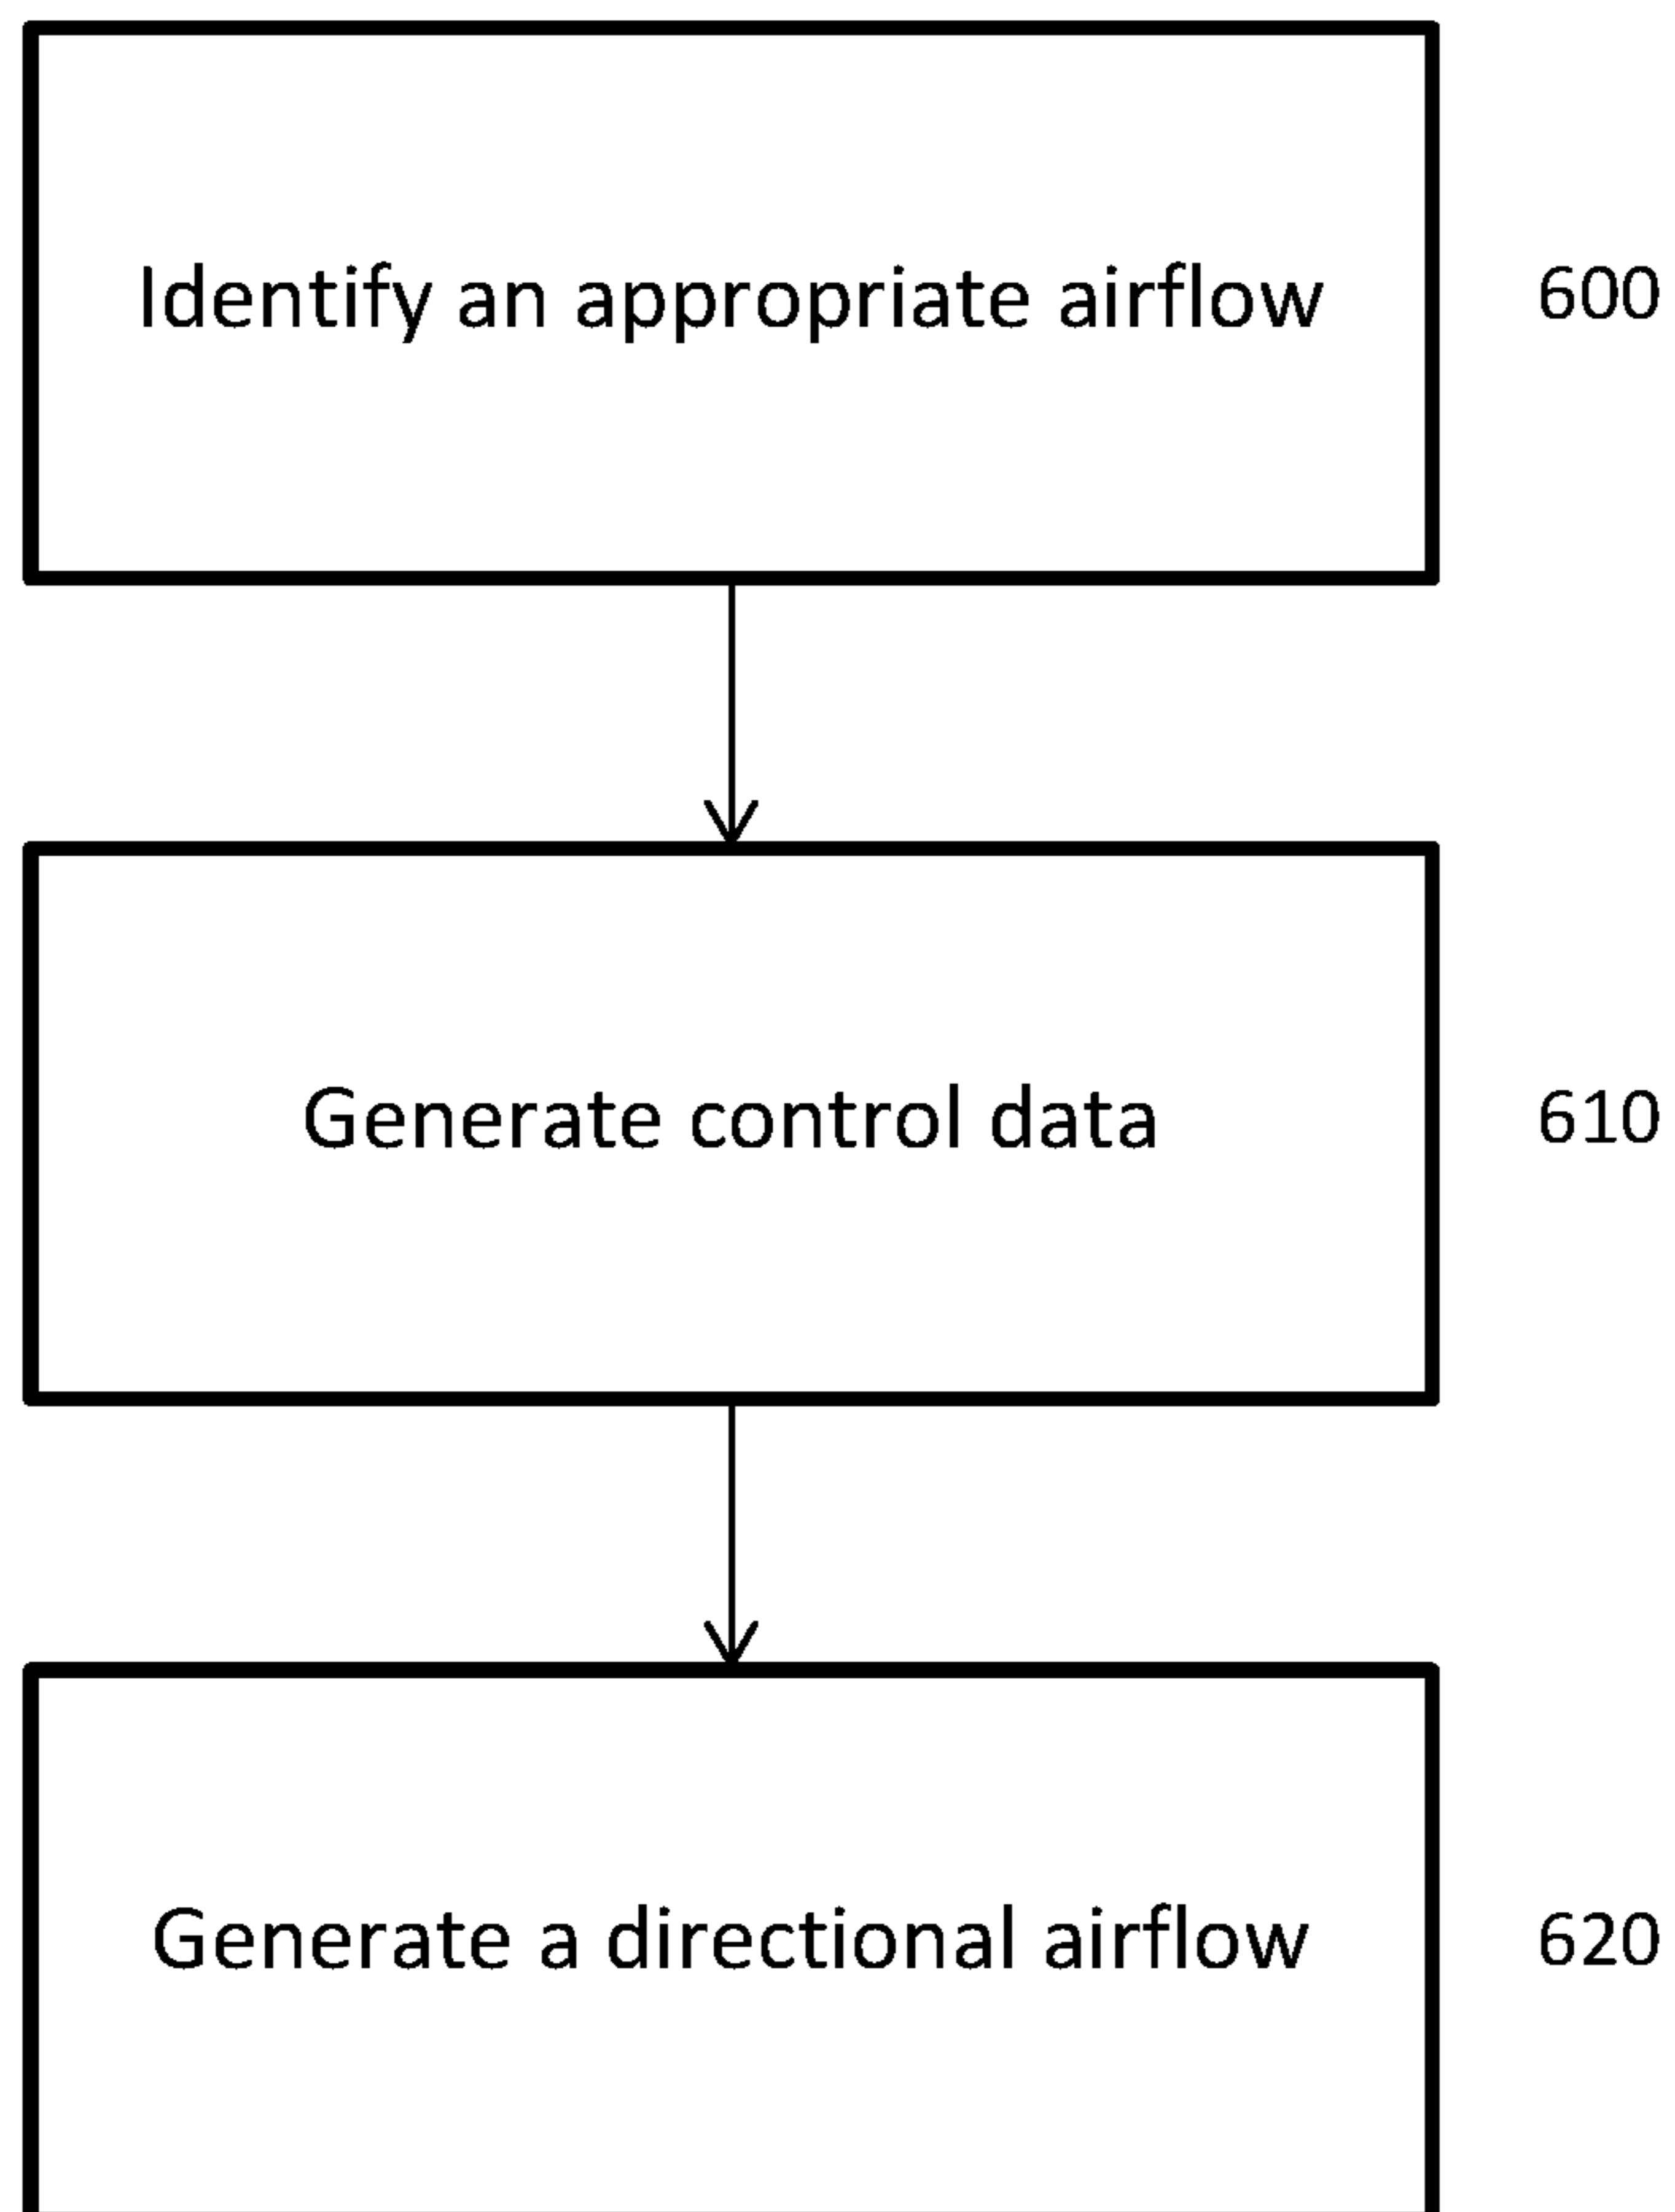 Identify an appropriate airflow 600
Generate control data 610
Generate a directional airflow 620